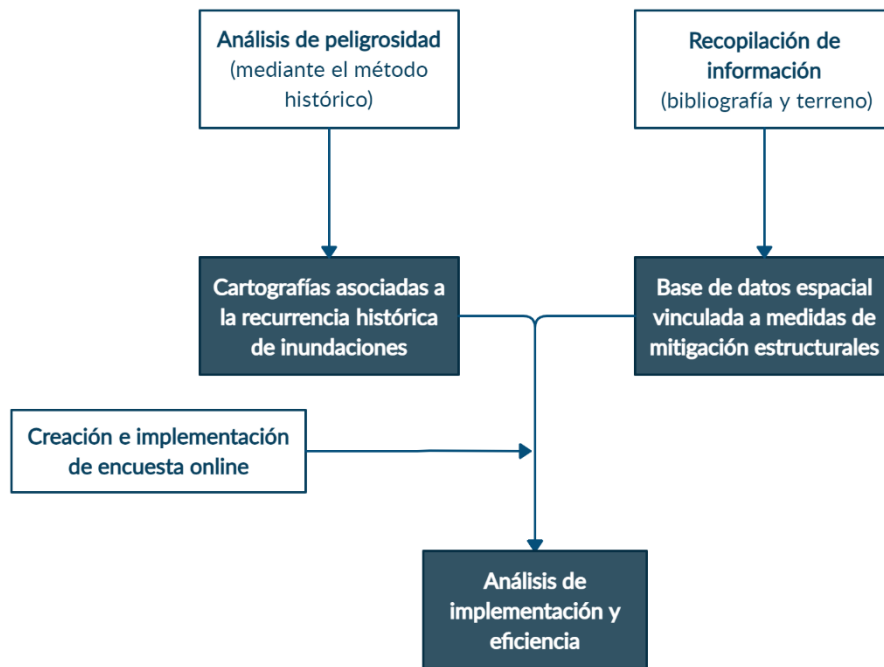 Análisis de peligrosidad
(mediante el método
histórico)
Recopilación de
información
(bibliografía y terreno)
Cartografías asociadas a
la recurrencia histórica
de inundaciones
Base de datos espacial
vinculada a medidas de
mitigación estructurales
Creación e implementación
de encuesta online
Análisis de
implementación y
eficiencia